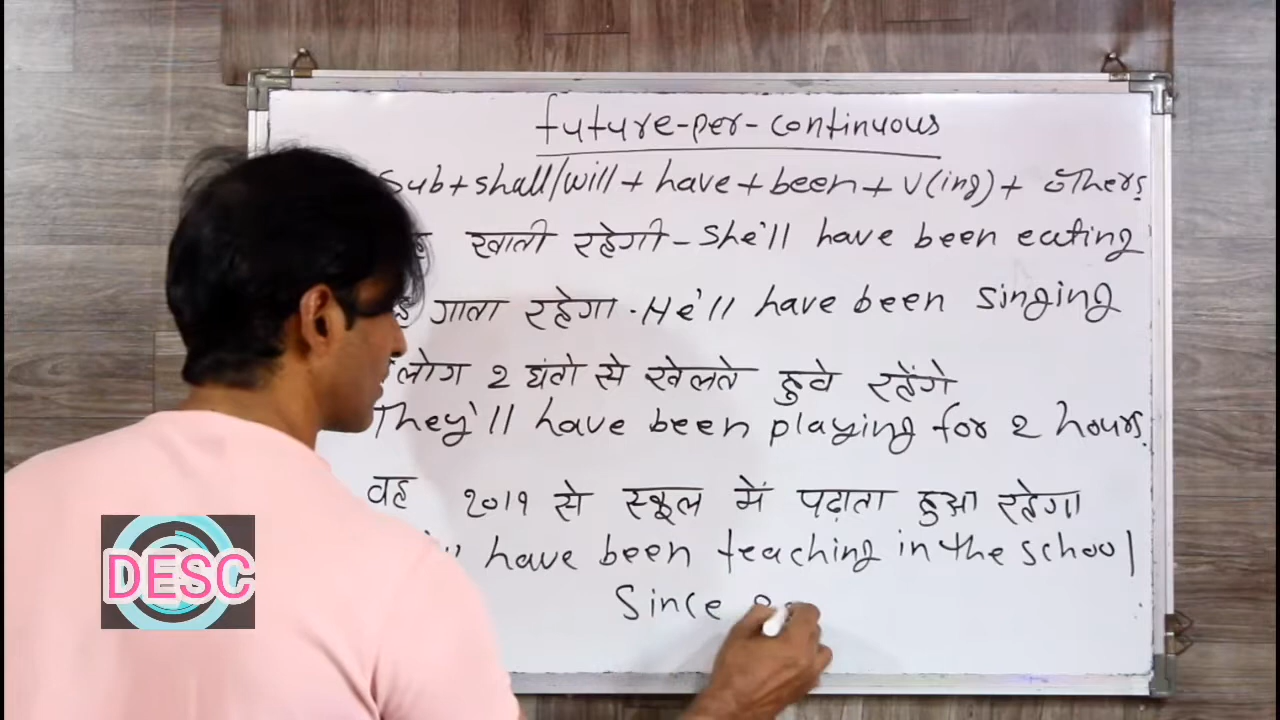 future-per-continuous
Sub + shall/will + have + been + v(ing) + others
खाती रहेगी - She'll have been eating
गाता रहेगा. He'll have been singing
लोग 2 घंतो से खेलते हुवे रहेंगे
They'll have been playing for 2 hours.
वह २०१९ से स्कूल में पढ़ाता हुआ रहेगा
have been teaching in the school
Since
DESC